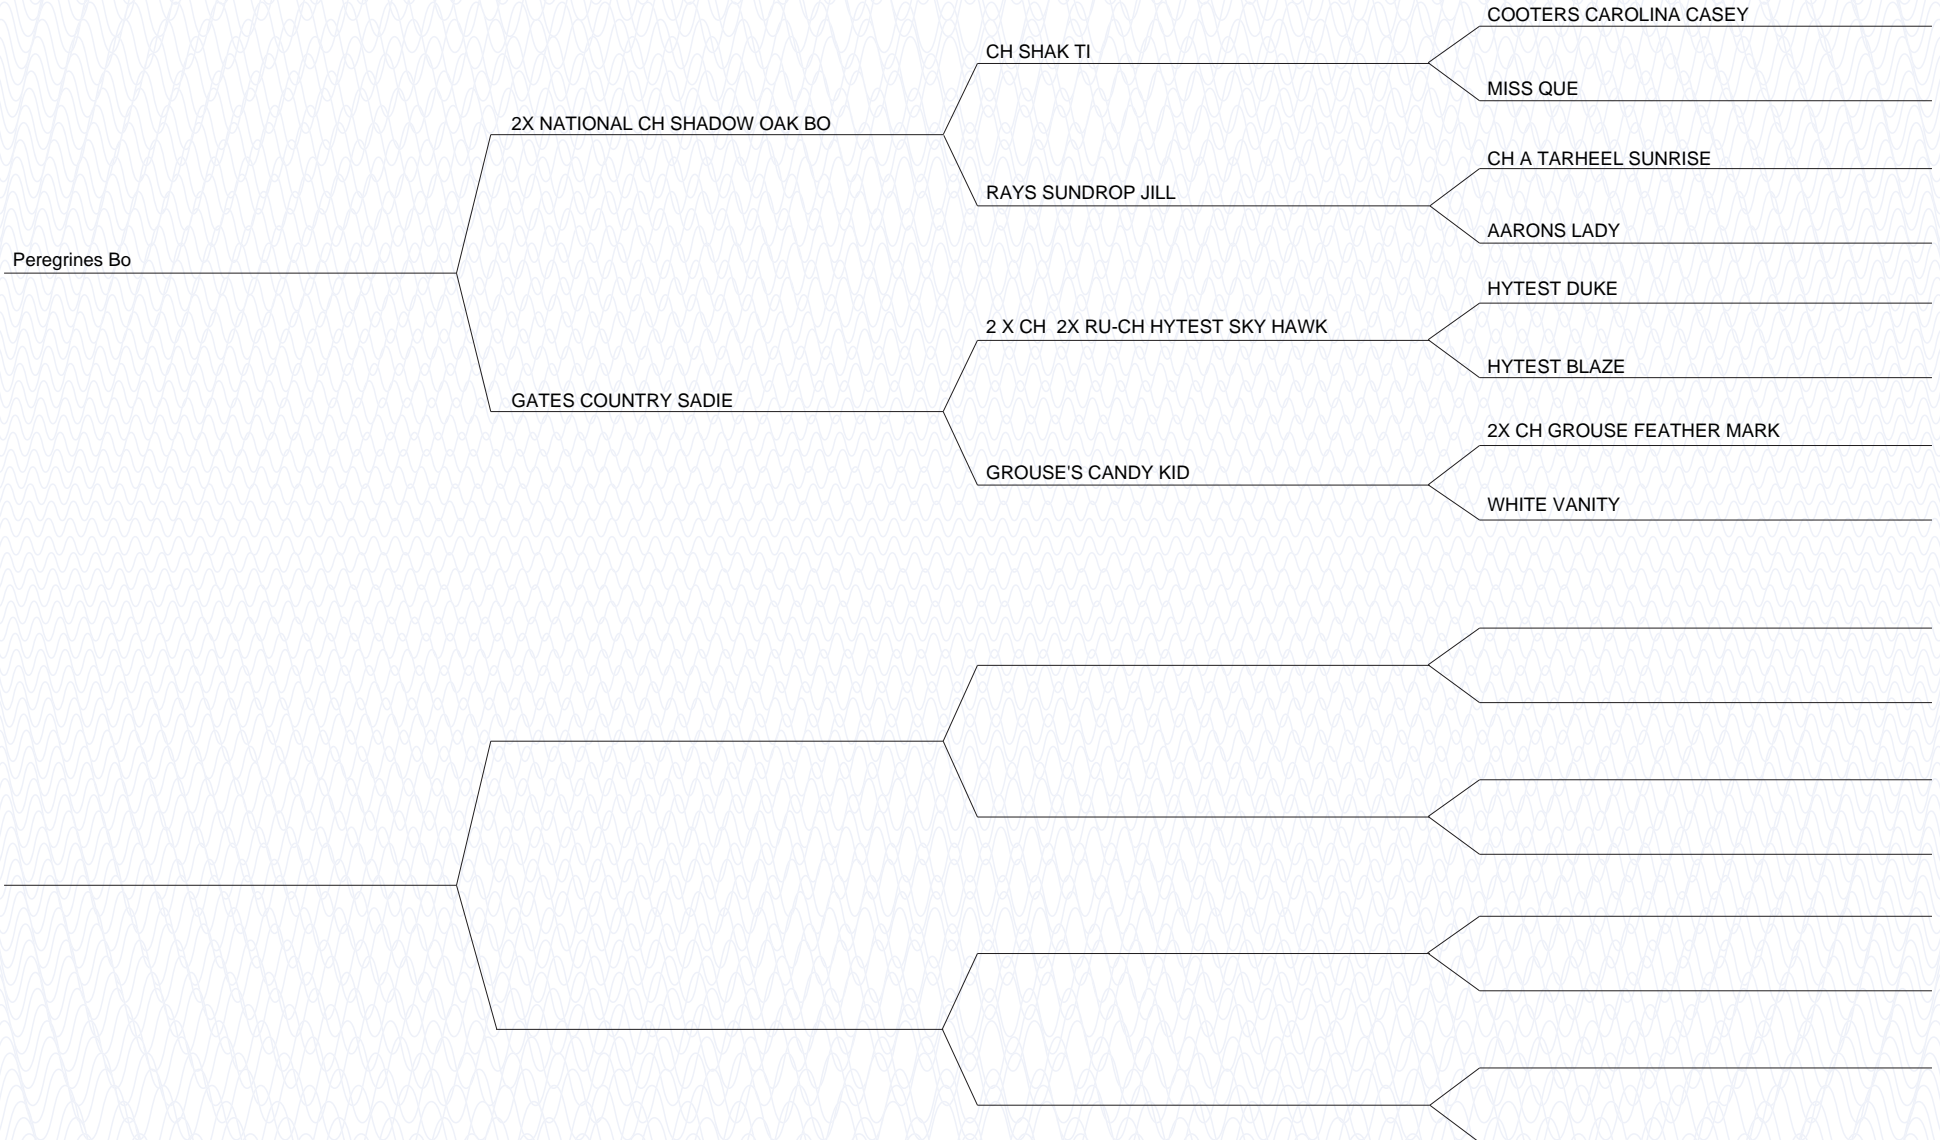 COOTERS CAROLINA CASEY
CH SHAK TI
MISS QUE
2X NATIONAL CH SHADOW OAK BO
CH A TARHEEL SUNRISE
RAYS SUNDROP JILL
AARONS LADY
Peregrines Bo
HYTEST DUKE
2 X CH  2X RU-CH HYTEST SKY HAWK
HYTEST BLAZE
GATES COUNTRY SADIE
2X CH GROUSE FEATHER MARK
GROUSE'S CANDY KID
WHITE VANITY